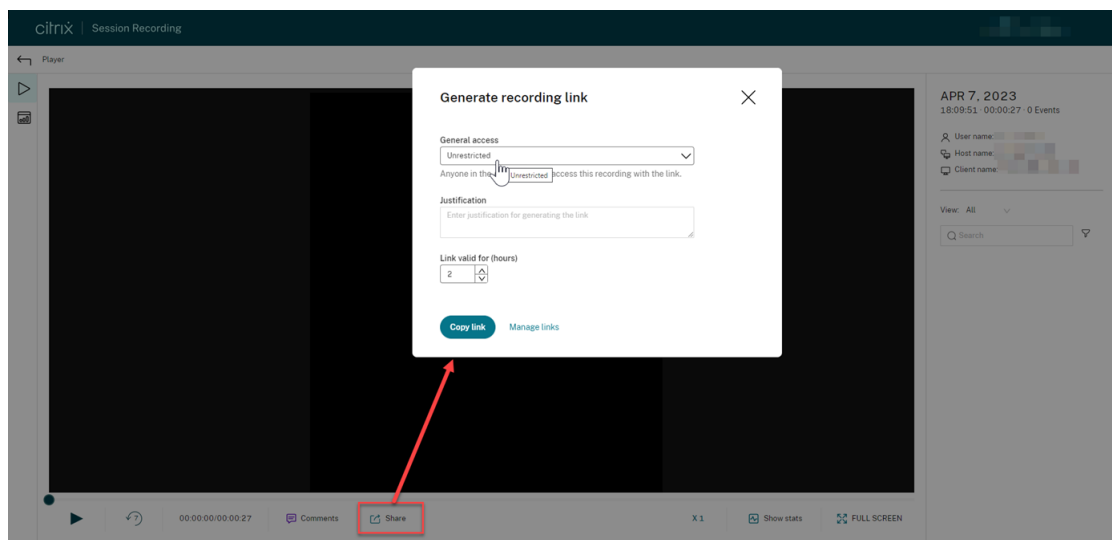 citrix | Session Recording
Player
Generate recording link
General access
Unrestricted
Anyone in the Unrestricted access this recording with the link.
Justification
Enter justification for generating the link
Link valid for (hours)
2
Copy link Manage links
APR 7, 2023
18:09:51 · 00:00:27 · 0 Events
User name:
Host name:
Client name:
View: All
Search
7 00:00:00/00:00:27 Comments Share X 1 Show stats FULL SCREEN